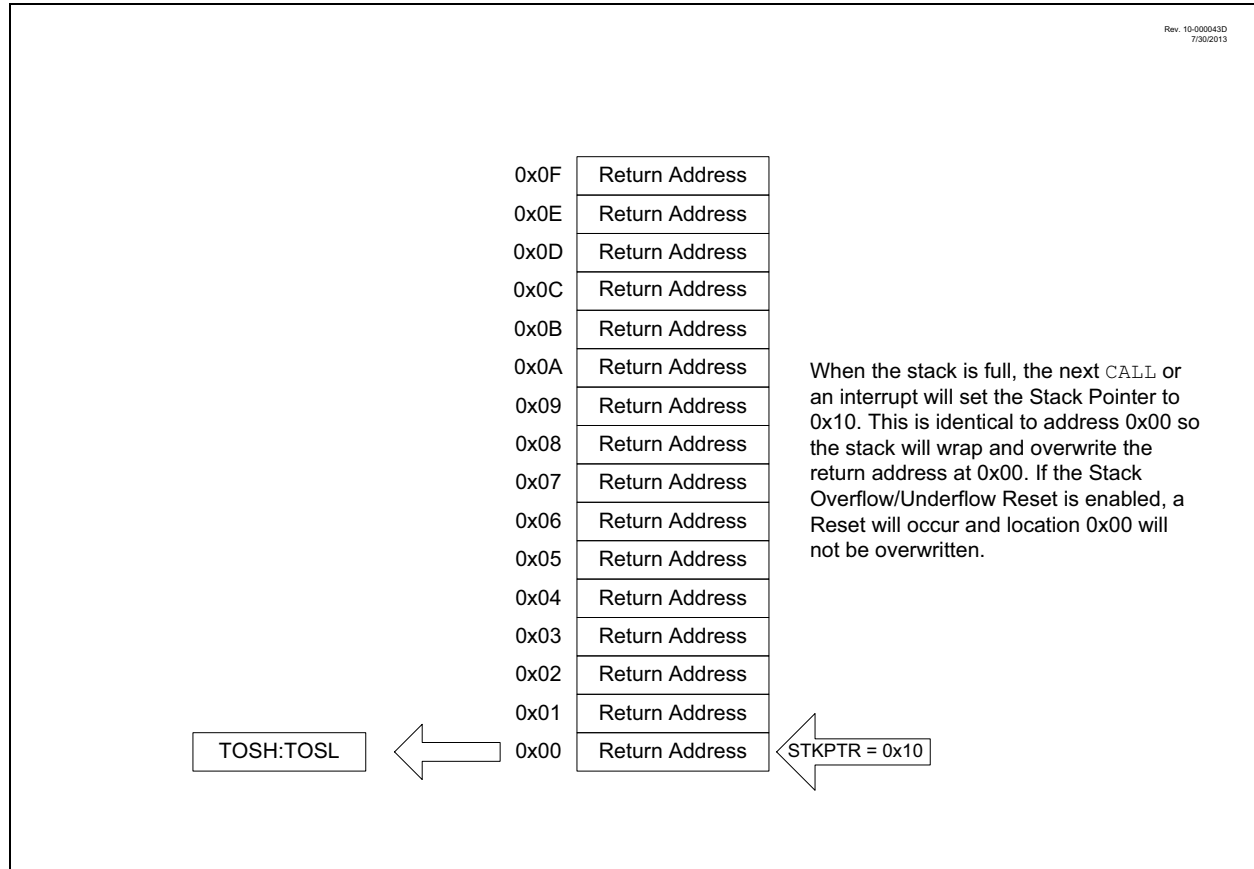 Rev. 10-000043D
7/30/2013
0x0F Return Address
0x0E Return Address
0x0D Return Address
0x0C Return Address
0x0B Return Address
0x0A Return Address
0x09 Return Address
0x08 Return Address
0x07 Return Address
0x06 Return Address
0x05 Return Address
0x04 Return Address
0x03 Return Address
0x02 Return Address
0x01 Return Address
TOSH:TOSL 0x00 Return Address STKPTR = 0x10
When the stack is full, the next CALL or
an interrupt will set the Stack Pointer to
0x10. This is identical to address 0x00 so
the stack will wrap and overwrite the
return address at 0x00. If the Stack
Overflow/Underflow Reset is enabled, a
Reset will occur and location 0x00 will
not be overwritten.